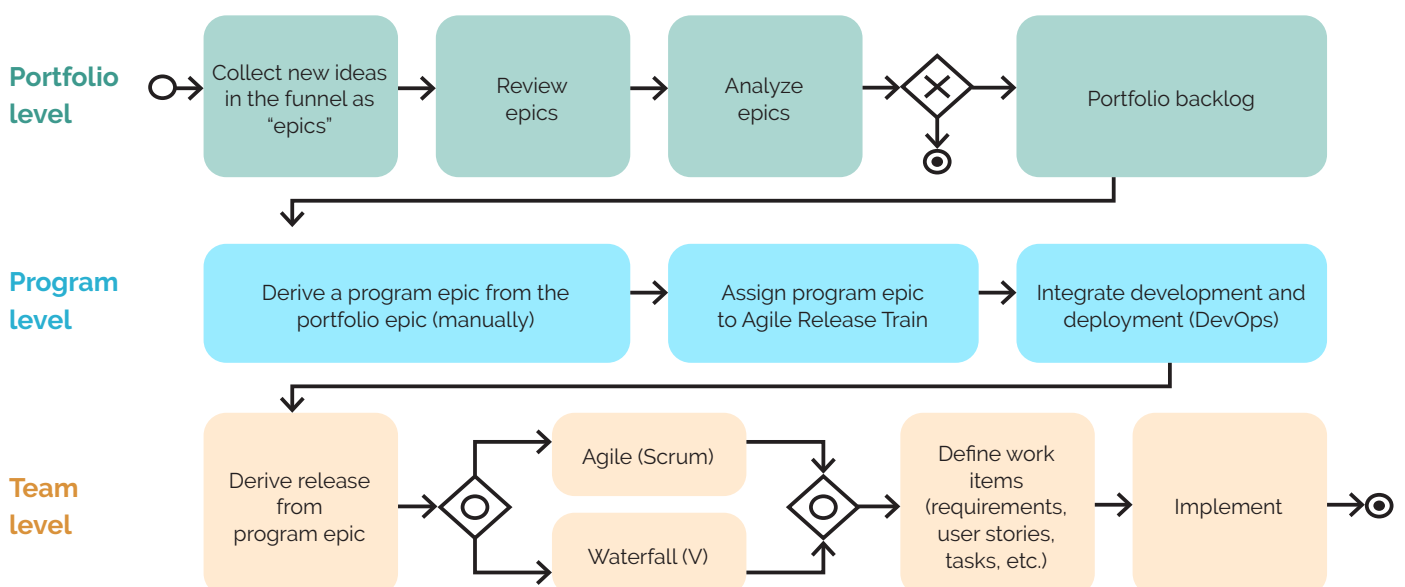 Portfolio
level
Collect new ideas
in the funnel as
“epics”
Review
epics
Analyze
epics
Portfolio backlog
Program
level
Derive a program epic from the
portfolio epic (manually)
Assign program epic
to Agile Release Train
Integrate development and
deployment (DevOps)
Team
level
Derive release
from
program epic
Agile (Scrum)
Waterfall (V)
Define work
items
(requirements,
user stories,
tasks, etc.)
Implement